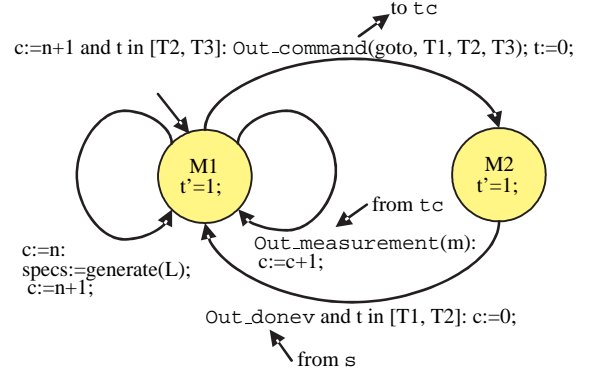 to tc
c:=n+1 and t in [T2, T3]: Out_command(goto, T1, T2, T3); t:=0;
M1
t'=1;
M2
t'=1;
from tc
Out_measurement(m):
c:=c+1;
c:=n:
specs:=generate(L);
c:=n+1;
Out_donev and t in [T1, T2]: c:=0;
from s